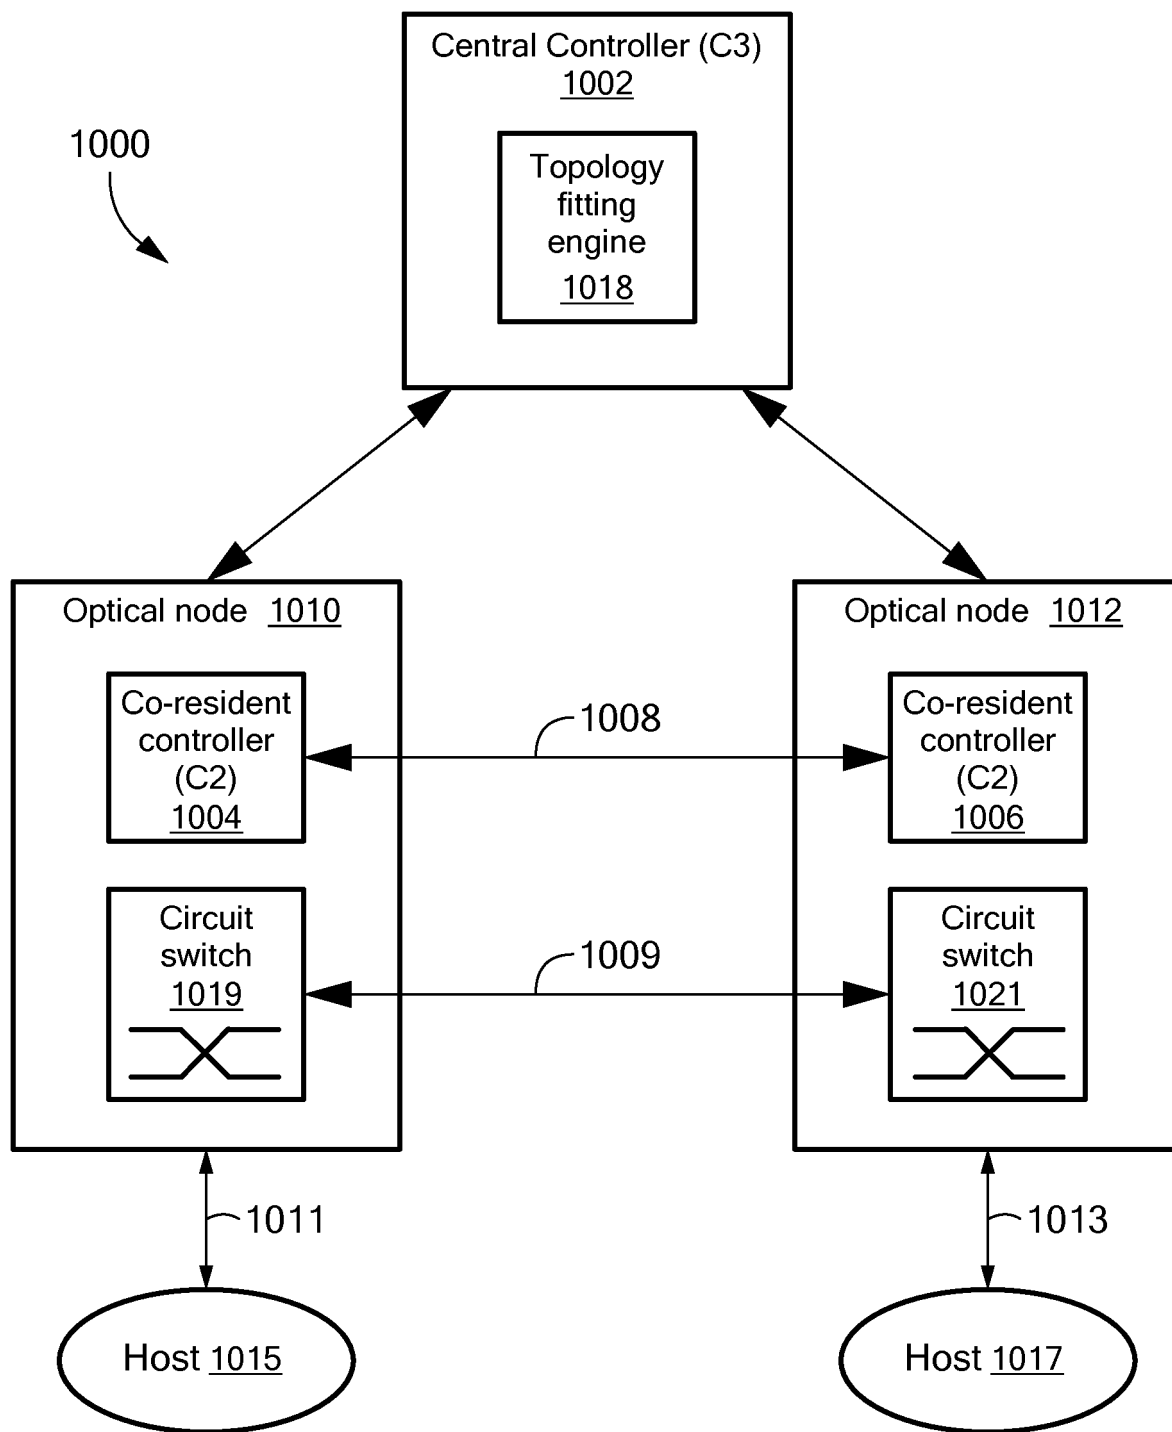 Central Controller (C3)
1002
1000
Topology
fitting
engine
1018
Optical node 1010
Optical node 1012
Co-resident
controller
(C2)
1004
1008
Co-resident
controller
(C2)
1006
Circuit
switch
1019
1009
Circuit
switch
1021
1011
1013
Host 1015
Host 1017